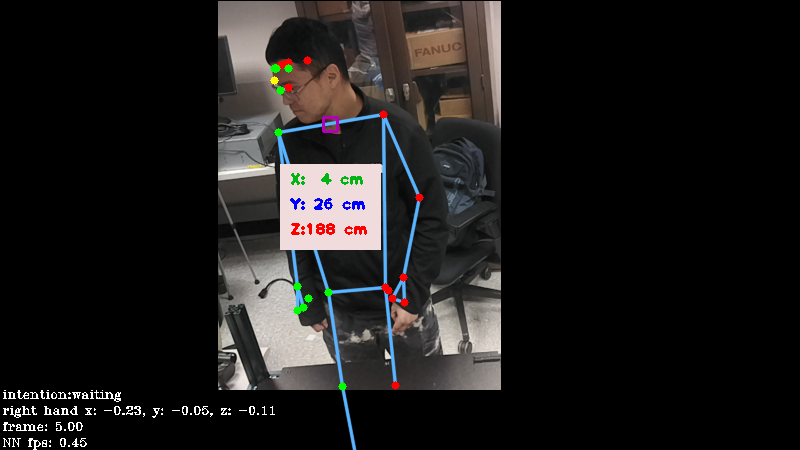 FANUC
X: 4 cm
Y: 26 cm
Z:188 cm
intention:waiting
right hand x: -0.23, y: -0.05, z: -0.11
frame: 5.00
NN fps: 0.45